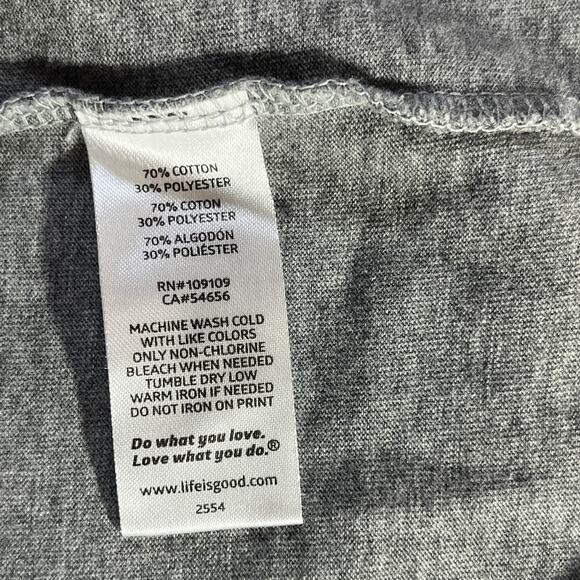 70% COTTON
30% POLYESTER
70% COTON
30% POLYESTER
70% ALGODÓN
30% POLIÉSTER
RN#109109
CA#54656
MACHINE WASH COLD
WITH LIKE COLORS
ONLY NON-CHLORINE
BLEACH WHEN NEEDED
TUMBLE DRY LOW
WARM IRON IF NEEDED
DO NOT IRON ON PRINT
Do what you love.
Love what you do.®
www.lifeisgood.com
2554